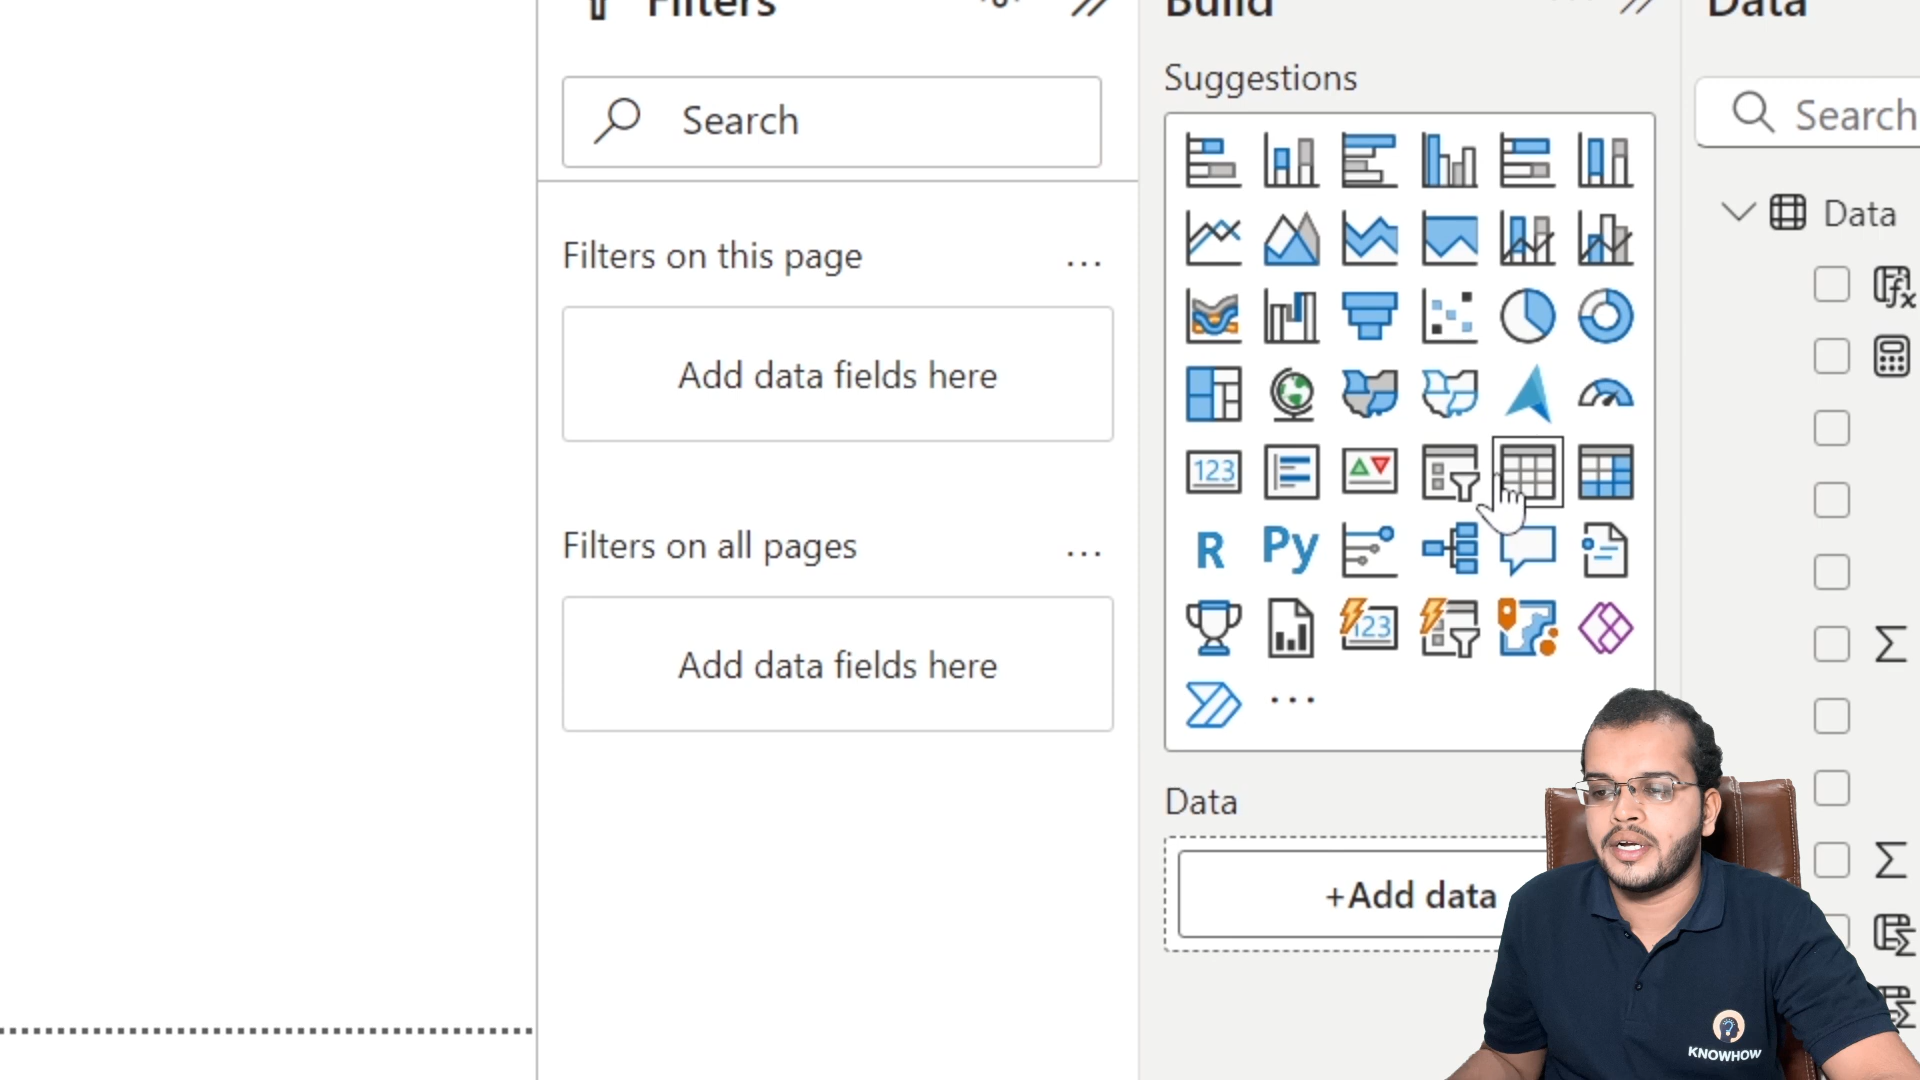 Filters
Search
Filters on this page
...
Add data fields here
Filters on all pages
...
Add data fields here
Build
Suggestions
123
R
Py
123
...
Data
+Add data
Data
Search
Data
KNOWHOW